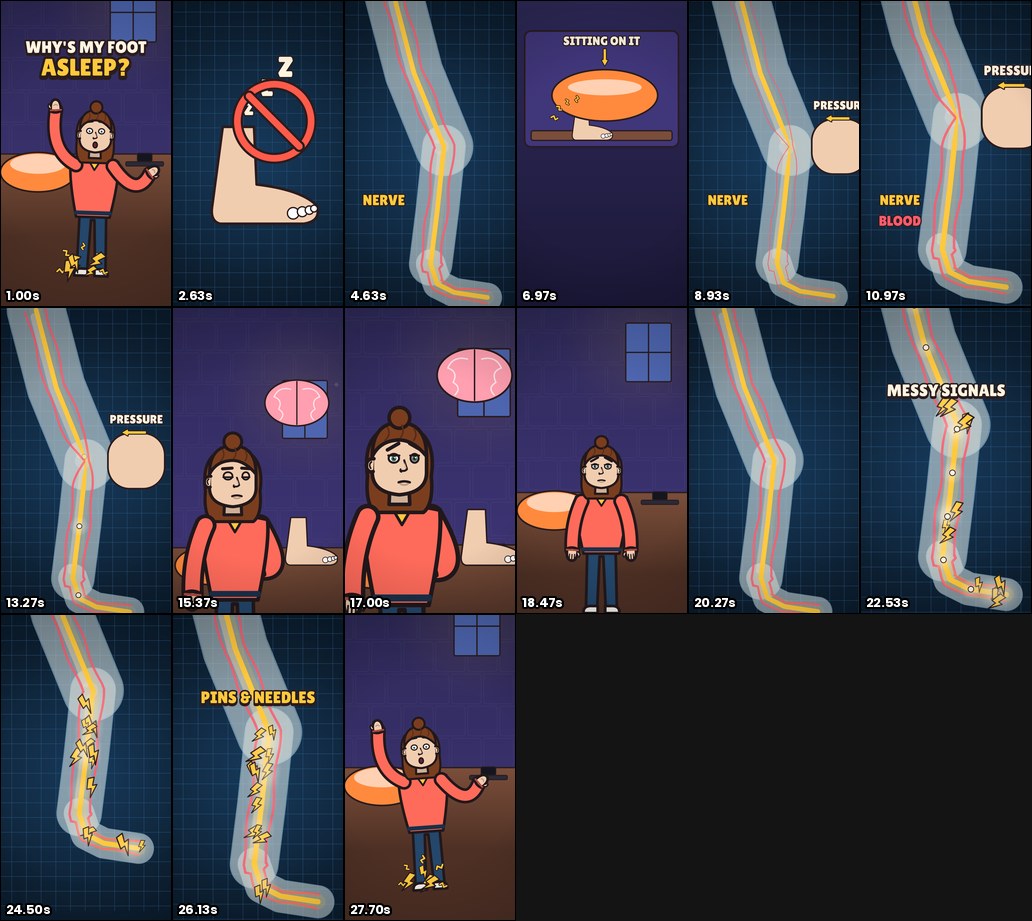 WHY'S MY FOOT
ASLEEP?
1.00s
Z
Z
2.63s
NERVE
4.63s
SITTING ON IT
6.97s
PRESSUR
NERVE
8.93s
PRESSUI
NERVE
BLOOD
10.97s
PRESSURE
13.27s
15.37s
17.00s
18.47s
20.27s
MESSY SIGNALS
22.53s
24.50s
PINS & NEEDLES
26.13s
27.70s